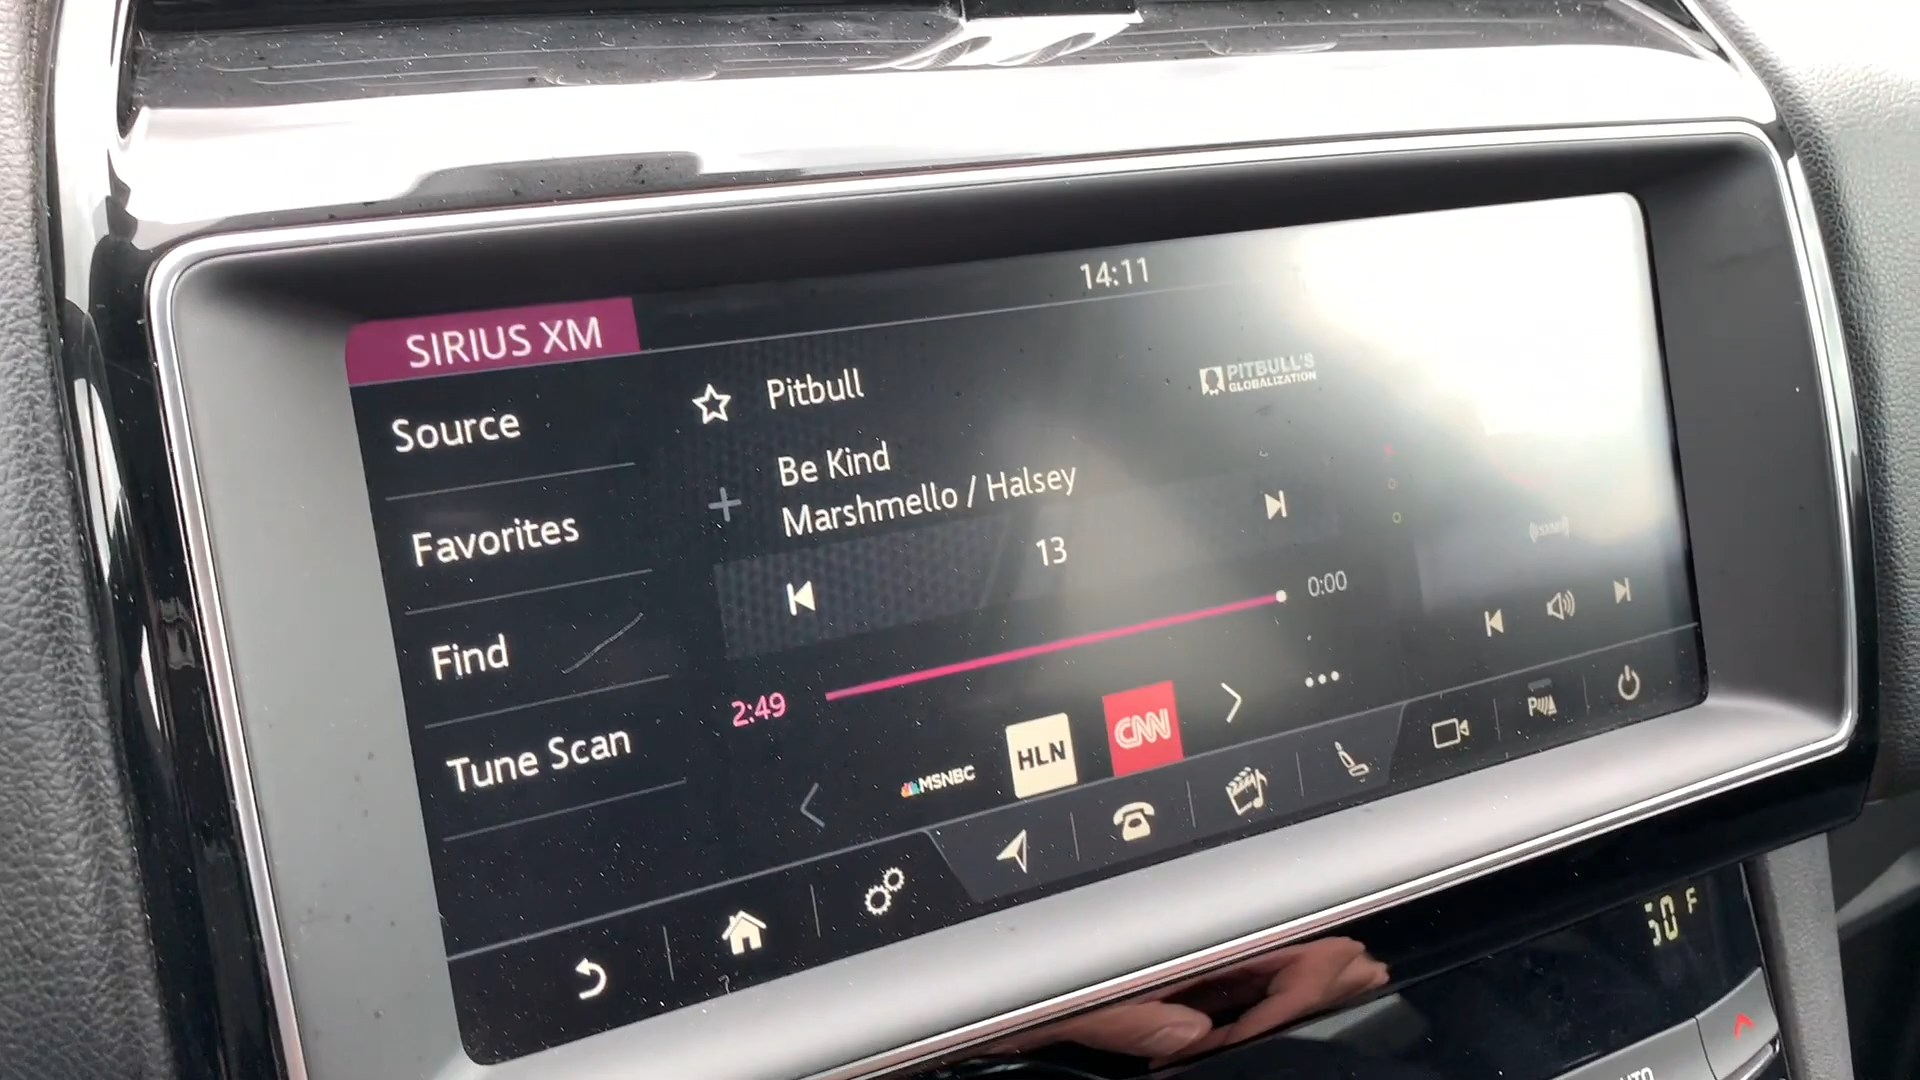 14:11
SIRIUS XM
Source
Favorites
Find
Tune Scan
Pitbull
PITBULL'S
GLOBALIZATION
Be Kind
Marshmello / Halsey
13
2:49
0:00
MSNBC
HLN
CNN
F